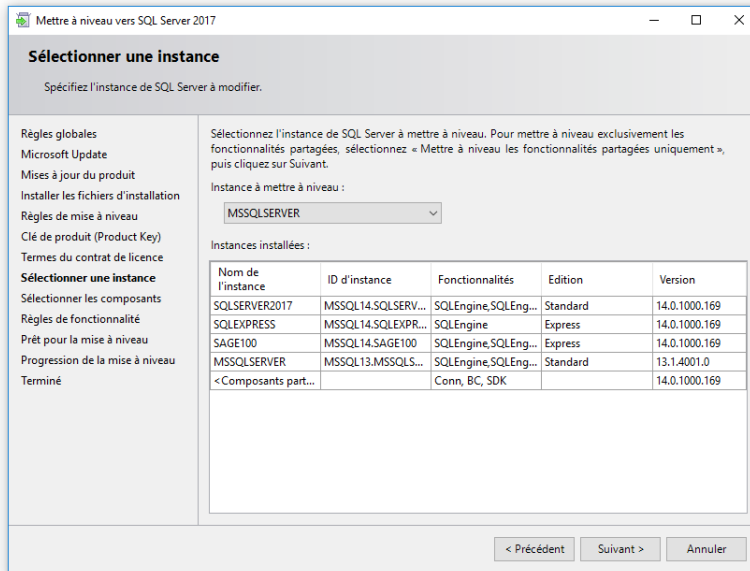 Mettre à niveau vers SQL Server 2017
Sélectionner une instance
Spécifiez l'instance de SQL Server à modifier.
Règles globales
Microsoft Update
Mises à jour du produit
Installer les fichiers d'installation
Règles de mise à niveau
Clé de produit (Product Key)
Termes du contrat de licence
Sélectionner une instance
Sélectionner les composants
Règles de fonctionnalité
Prêt pour la mise à niveau
Progression de la mise à niveau
Terminé
Sélectionnez l'instance de SQL Server à mettre à niveau. Pour mettre à niveau exclusivement les
fonctionnalités partagées, sélectionnez « Mettre à niveau les fonctionnalités partagées uniquement »,
puis cliquez sur Suivant.
Instance à mettre à niveau :
MSSQLSERVER
Instances installées :
Nom de l'instance ID d'instance Fonctionnalités Edition Version
SQLSERVER2017 MSSQL14.SQLSERV... SQLEngine,SQLEng... Standard 14.0.1000.169
SQLEXPRESS MSSQL14.SQLEXPR... SQLEngine Express 14.0.1000.169
SAGE100 MSSQL14.SAGE100 SQLEngine,SQLEng... Express 14.0.1000.169
MSSQLSERVER MSSQL13.MSSQLS... SQLEngine,SQLEng... Standard 13.1.4001.0
<Composants part... Conn, BC, SDK 14.0.1000.169
< Précédent Suivant > Annuler